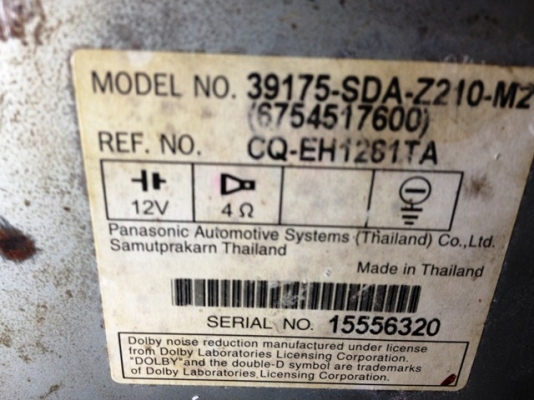 MODEL NO. 39175-SDA-Z210-M2
(6754517600)
REF. NO. CQ-EH1281TA
12V 4 Ω
Panasonic Automotive Systems (Thailand) Co.,Ltd.
Samutprakarn Thailand
Made in Thailand
SERIAL NO. 15556320
Dolby noise reduction manufactured under license
from Dolby Laboratories Licensing Corporation.
"DOLBY" and the double-D symbol are trademarks
of Dolby Laboratories Licensing Corporation.